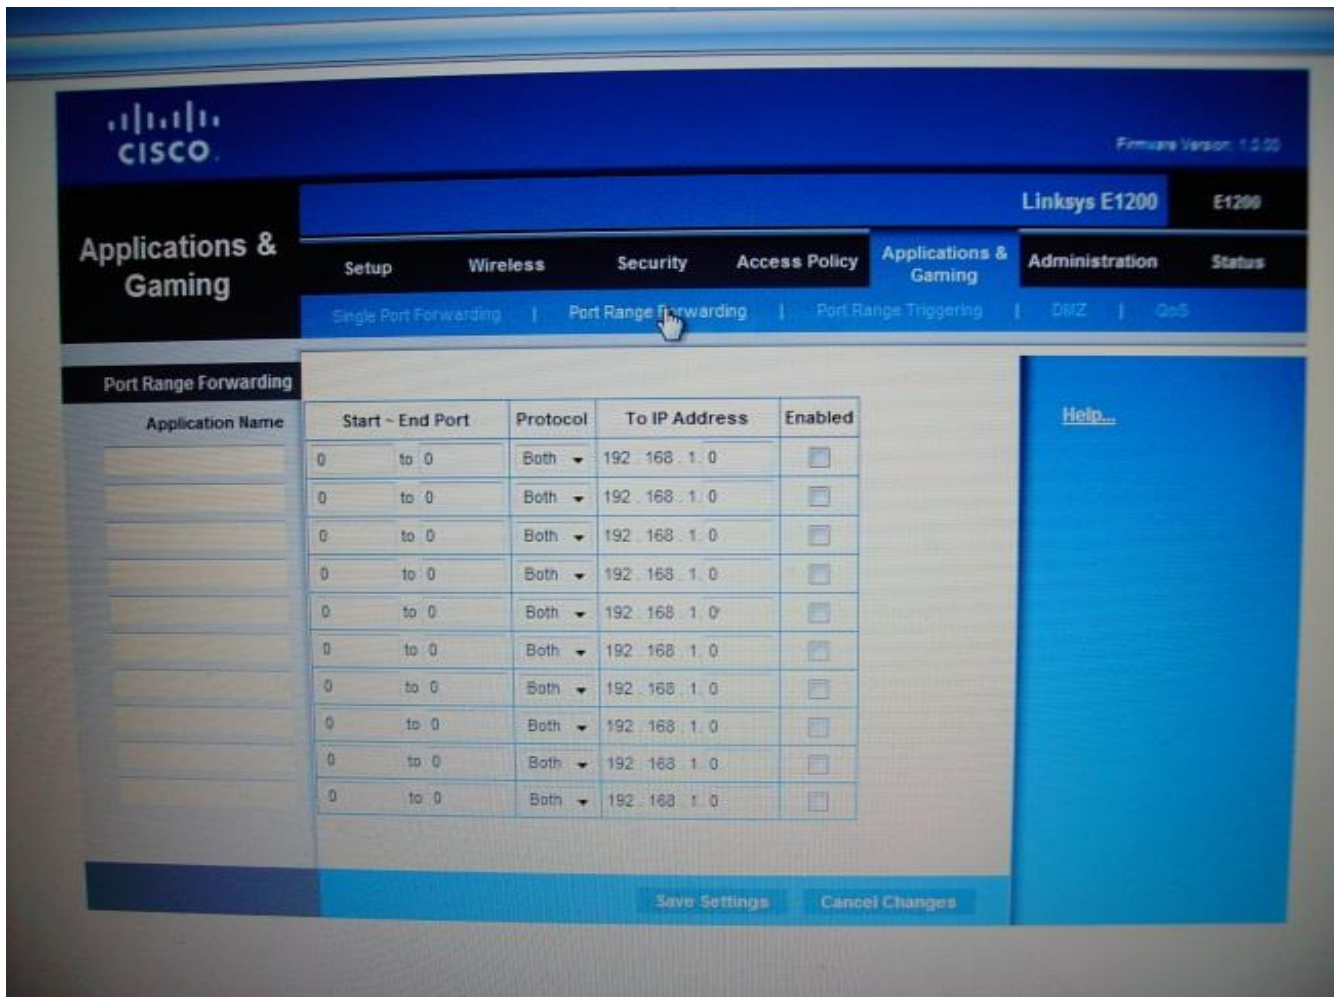 CISCO
Firmware Version: 1.0.00
Linksys E1200 E1200
Applications & Gaming
Setup Wireless Security Access Policy Applications & Gaming Administration Status
Single Port Forwarding | Port Range Forwarding | Port Range Triggering | DMZ | QoS
Port Range Forwarding
Help...
Application Name Start ~ End Port Protocol To IP Address Enabled
0 to 0 Both 192 . 168 . 1. 0
0 to 0 Both 192 . 168 . 1. 0
0 to 0 Both 192 . 168 . 1. 0
0 to 0 Both 192 . 168 . 1. 0
0 to 0 Both 192 . 168 . 1. 0
0 to 0 Both 192 . 168 . 1. 0
0 to 0 Both 192 . 168 . 1. 0
0 to 0 Both 192 . 168 . 1. 0
0 to 0 Both 192 . 168 . 1. 0
0 to 0 Both 192 . 168 . 1. 0
Save Settings Cancel Changes